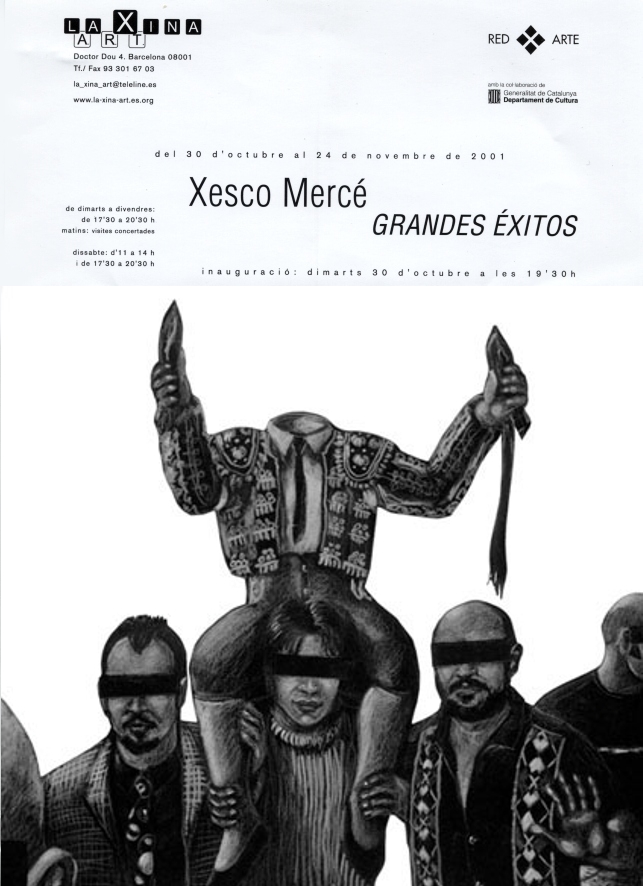 LA XINA
ART
Doctor Dou 4. Barcelona 08001
Tf./ Fax 93 301 67 03
la_xina_art@teleline.es
www.la-xina-art.es.org
RED ARTE
amb la col·laboració de
Generalitat de Catalunya
Departament de Cultura
del 30 d'octubre al 24 de novembre de 2001
Xesco Mercé
GRANDES ÉXITOS
de dimarts a divendres:
de 17'30 a 20'30 h
matins: visites concertades
dissabte: d'11 a 14 h
i de 17'30 a 20'30 h
inauguració: dimarts 30 d'octubre a les 19'30h